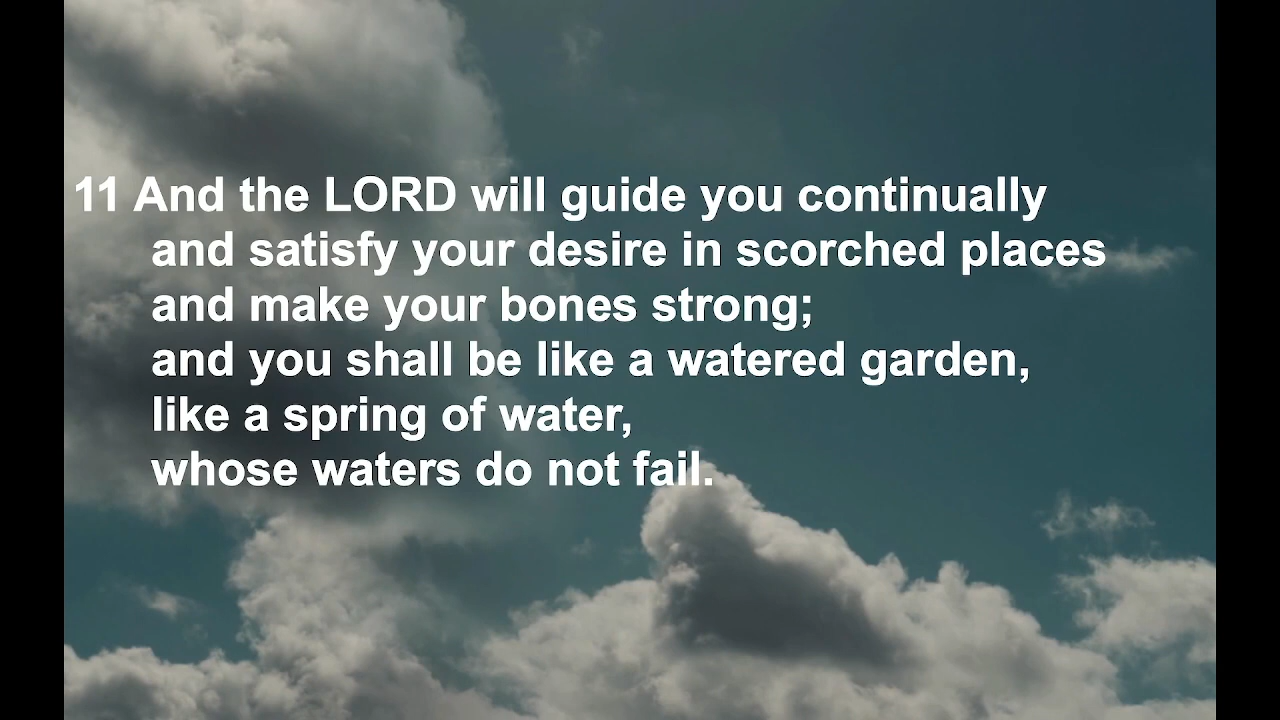 11 And the LORD will guide you continually
and satisfy your desire in scorched places
and make your bones strong;
and you shall be like a watered garden,
like a spring of water,
whose waters do not fail.